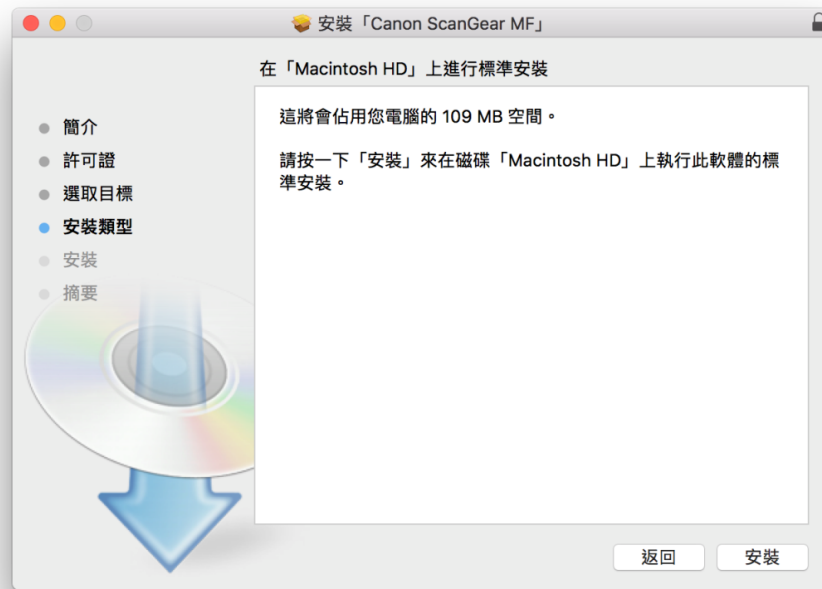 安裝「Canon ScanGear MF」
在「Macintosh HD」上進行標準安裝
簡介
許可證
選取目標
安裝類型
安裝
摘要
這將會佔用您電腦的 109 MB 空間。
請按一下「安裝」來在磁碟「Macintosh HD」上執行此軟體的標
準安裝。
返回
安裝